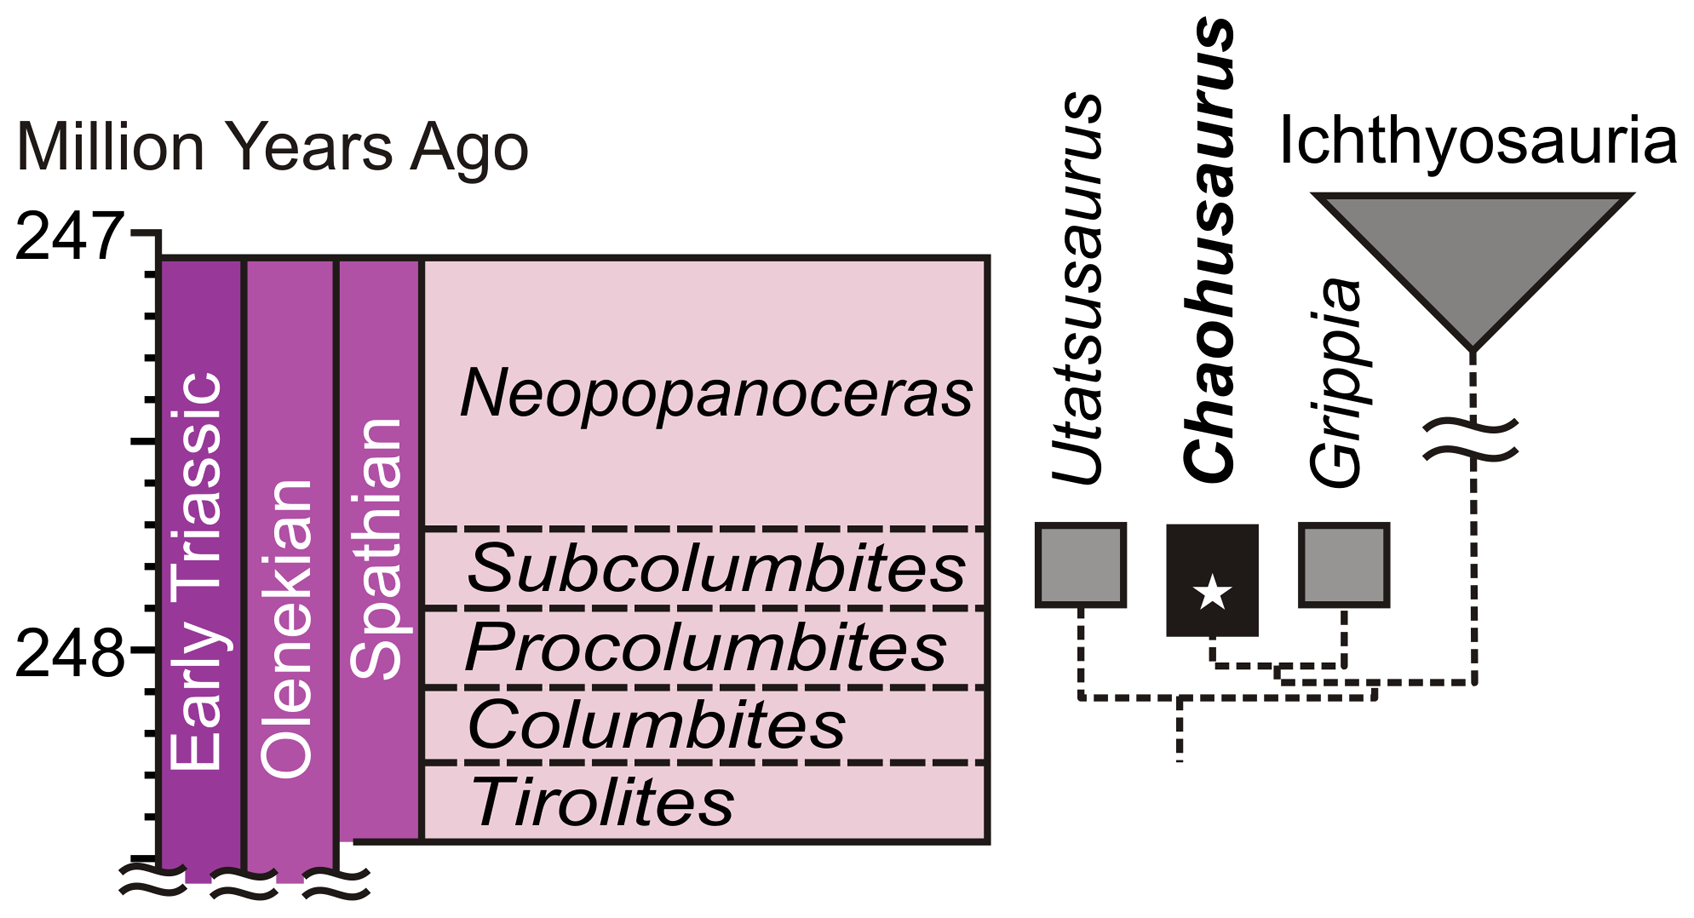 Million Years Ago
247
248
Early Triassic
Olenekian
Spathian
Neopopanoceras
Subcolumbites
Procolumbites
Columbites
Tirolites
Utatsusaurus
Chaohusaurus
Grippia
Ichthyosauria